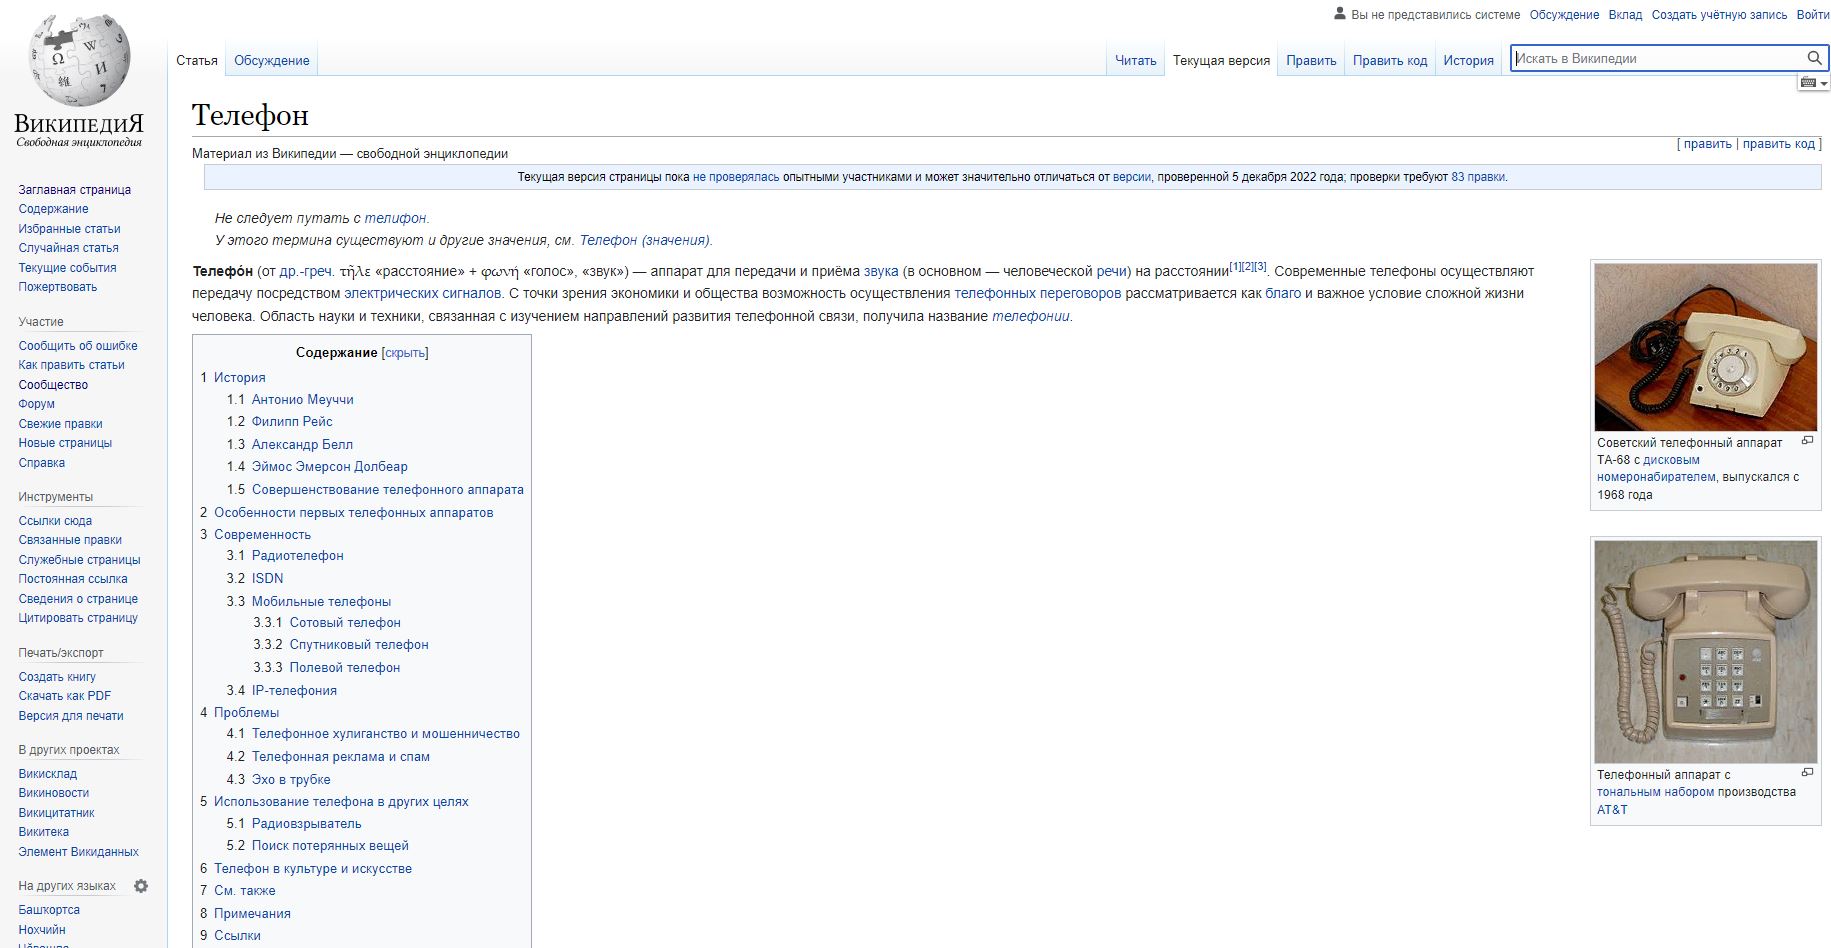 Вы не представились системе Обсуждение Вклад Создать учётную запись Войти
ВикипедиЯ
Свободная энциклопедия
Статья Обсуждение Читать Текущая версия Править Править код История Искать в Википедии
Телефон
[ править | править код ]
Материал из Википедии — свободной энциклопедии
Текущая версия страницы пока не проверялась опытными участниками и может значительно отличаться от версии, проверенной 5 декабря 2022 года; проверки требуют 83 правки.
Не следует путать с телифон.
У этого термина существуют и другие значения, см. Телефон (значения).
Телефо́н (от др.-греч. τῆλε «расстояние» + φωνή «голос», «звук») — аппарат для передачи и приёма звука (в основном — человеческой речи) на расстоянии[1][2][3]. Современные телефоны осуществляют
передачу посредством электрических сигналов. С точки зрения экономики и общества возможность осуществления телефонных переговоров рассматривается как благо и важное условие сложной жизни
человека. Область науки и техники, связанная с изучением направлений развития телефонной связи, получила название телефонии.
Содержание [скрыть]
1 История
1.1 Антонио Меуччи
1.2 Филипп Рейс
1.3 Александр Белл
1.4 Эймос Эмерсон Долбеар
1.5 Совершенствование телефонного аппарата
2 Особенности первых телефонных аппаратов
3 Современность
3.1 Радиотелефон
3.2 ISDN
3.3 Мобильные телефоны
3.3.1 Сотовый телефон
3.3.2 Спутниковый телефон
3.3.3 Полевой телефон
3.4 IP-телефония
4 Проблемы
4.1 Телефонное хулиганство и мошенничество
4.2 Телефонная реклама и спам
4.3 Эхо в трубке
5 Использование телефона в других целях
5.1 Радиовзрыватель
5.2 Поиск потерянных вещей
6 Телефон в культуре и искусстве
7 См. также
8 Примечания
9 Ссылки
Советский телефонный аппарат
ТА-68 с дисковым
номеронабирателем, выпускался с
1968 года
Телефонный аппарат с
тональным набором производства
AT&T
Заглавная страница
Содержание
Избранные статьи
Случайная статья
Текущие события
Пожертвовать
Участие
Сообщить об ошибке
Как править статьи
Сообщество
Форум
Свежие правки
Новые страницы
Справка
Инструменты
Ссылки сюда
Связанные правки
Служебные страницы
Постоянная ссылка
Сведения о странице
Цитировать страницу
Печать/экспорт
Создать книгу
Скачать как PDF
Версия для печати
В других проектах
Викисклад
Викиновости
Викицитатник
Викитека
Элемент Викиданных
На других языках
Башҡортса
Нохчийн